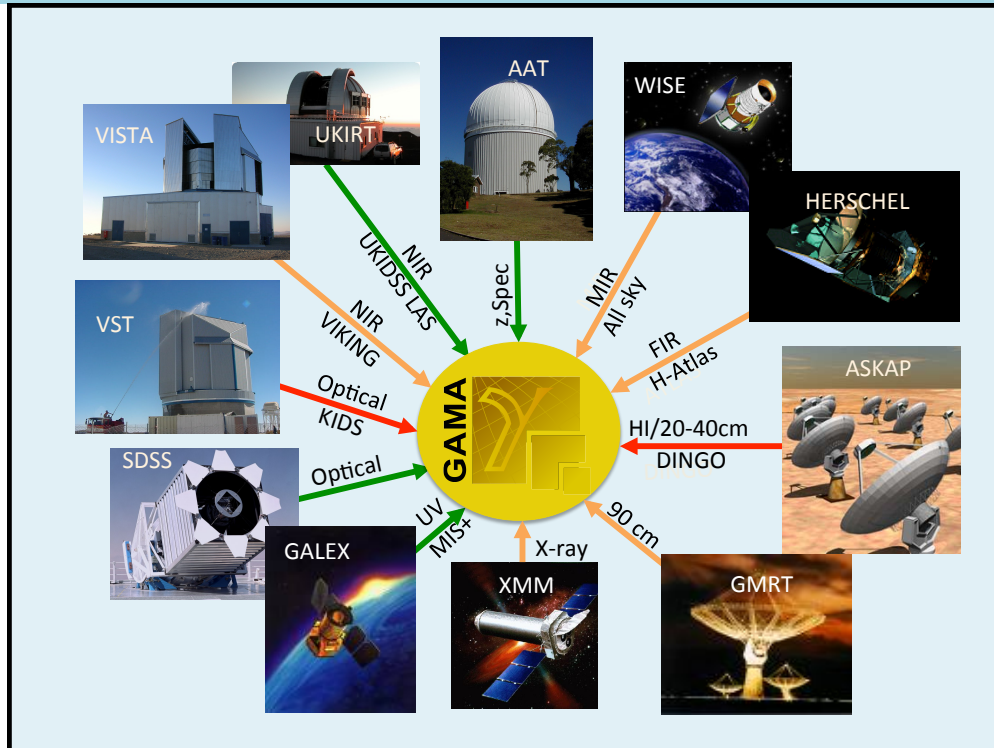 AAT
WISE
UKIRT
VISTA
HERSCHEL
NIR
UKIDSS LAS
z,Spec
MIR
All sky
NIR
VIKING
FIR
H-Atlas
VST
ASKAP
Optical
KIDS
GAMA
HI/20-40cm
DINGO
SDSS
Optical
UV
MIS+
90 cm
GALEX
X-ray
XMM
GMRT